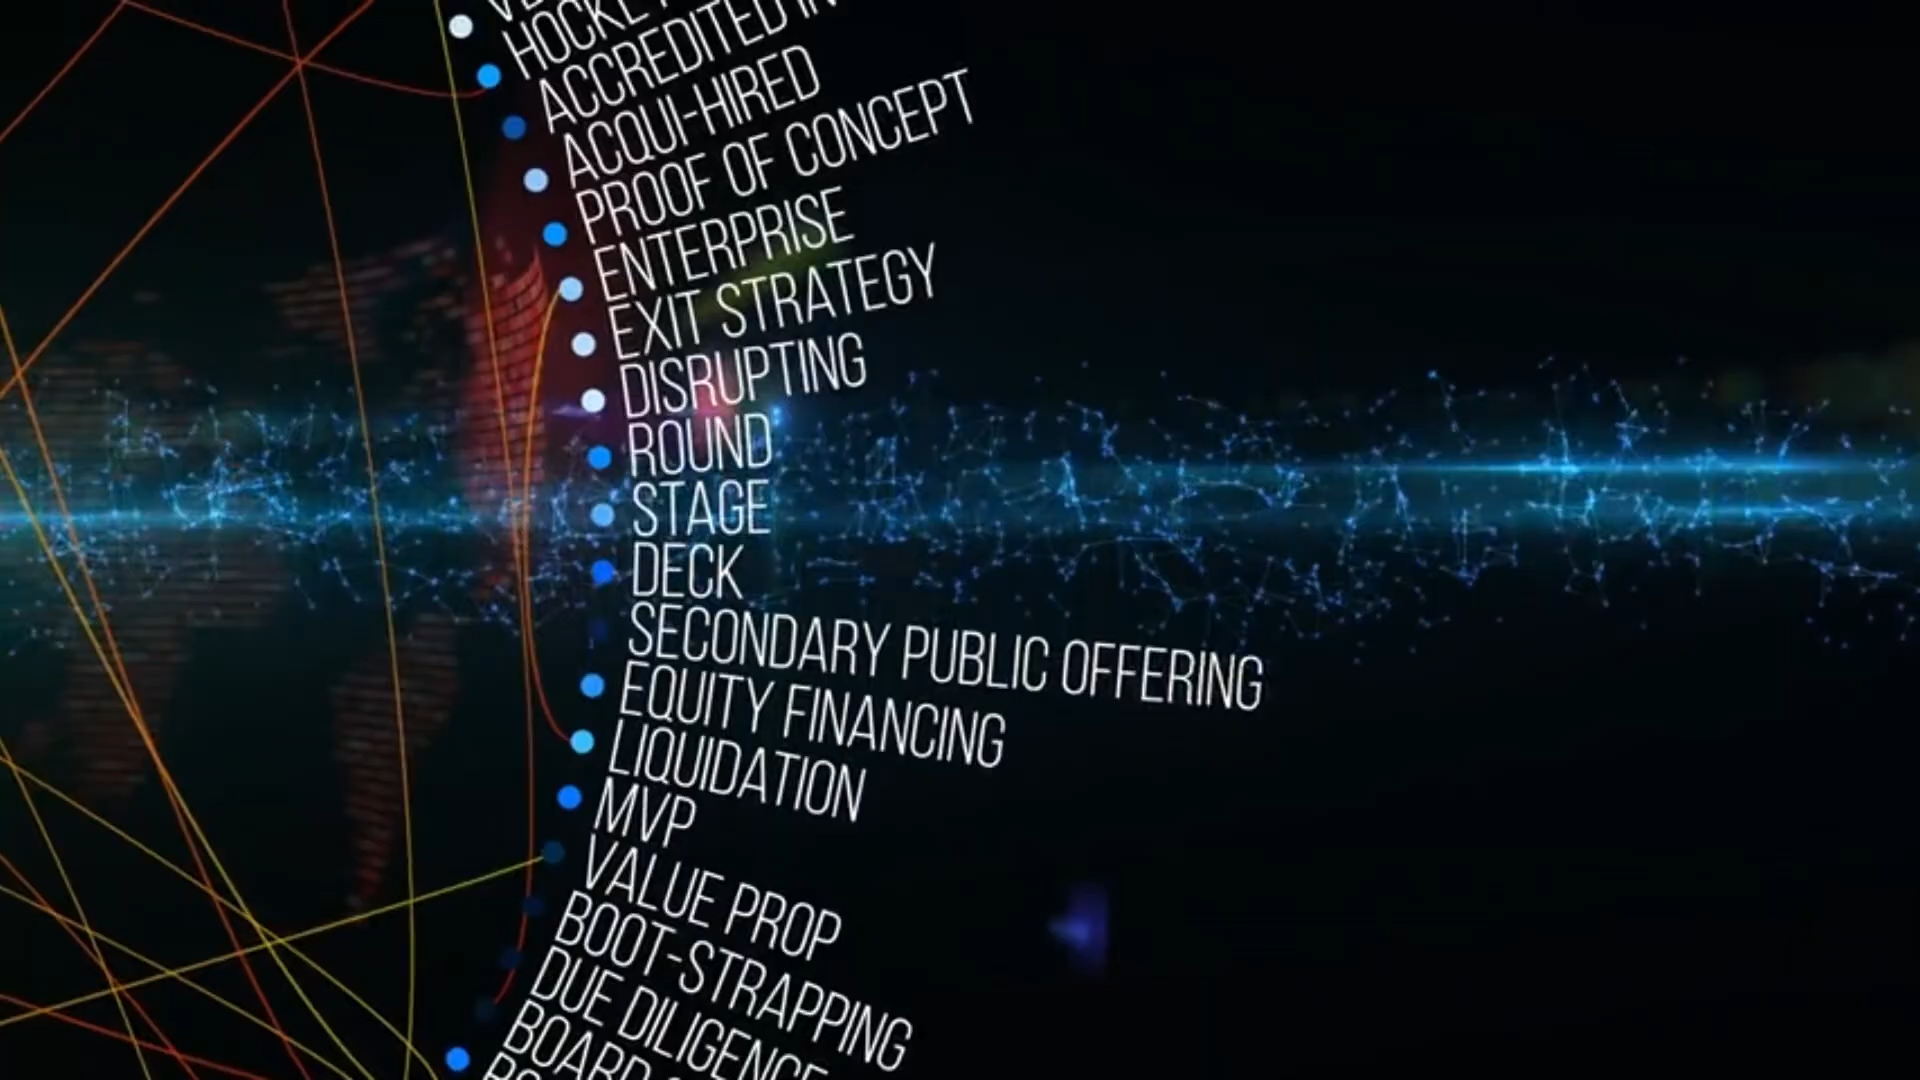 ACQUI-HIRED
PROOF OF CONCEPT
ENTERPRISE
EXIT STRATEGY
DISRUPTING
ROUND
STAGE
DECK
SECONDARY PUBLIC OFFERING
EQUITY FINANCING
LIQUIDATION
MVP
VALUE PROP
BOOT-STRAPPING
DUE DILIGENCE
BOARD